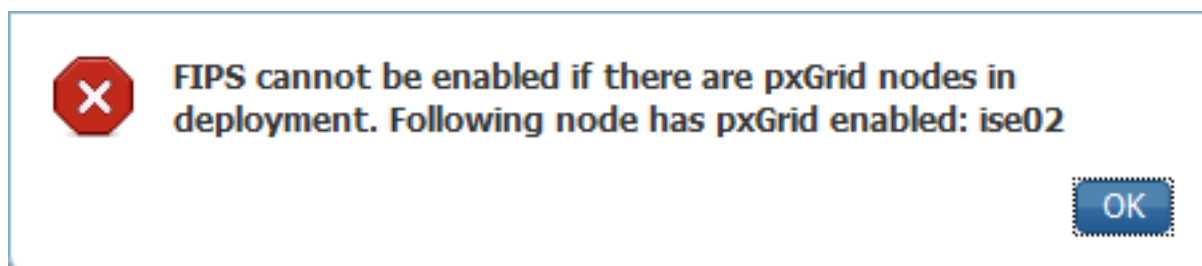 FIPS cannot be enabled if there are pxGrid nodes in
deployment. Following node has pxGrid enabled: ise02
OK